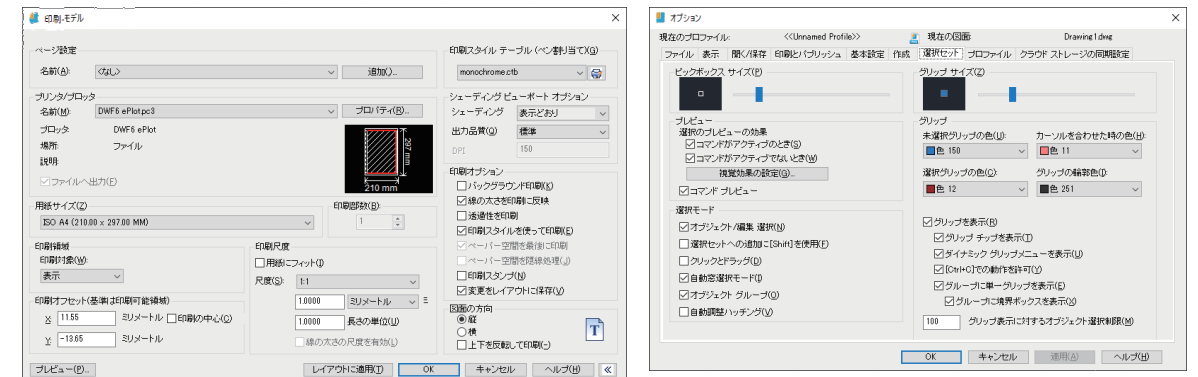 印刷-モデル
ページ設定
名前(A): <なし> 追加()...
プリンタ/プロッタ
名前(M): DWF6 ePlot.pc3 プロパティ(R)...
プロッタ: DWF6 ePlot
場所: ファイル
説明:
ファイルへ出力(F)
297 mm
210 mm
用紙サイズ(Z)
ISO A4 (210.00 x 297.00 MM)
印刷部数(B):
1
印刷領域
印刷対象(W):
表示
印刷オフセット(基準は印刷可能領域)
X: 11.55 ミリメートル 印刷の中心(C)
Y: -13.65 ミリメートル
印刷尺度
用紙にフィット(I)
尺度(S): 1:1
1.0000 ミリメートル =
1.0000 長さの単位(U)
線の太さの尺度を有効(L)
印刷スタイル テーブル (ペン割り当て)(G)
monochrome.ctb
シェーディング ビューポート オプション
シェーディング 表示どおり
出力品質(Q) 標準
DPI 150
印刷オプション
バックグラウンド印刷(K)
線の太さを印刷に反映
透過性を印刷
印刷スタイルを使って印刷(E)
ペーパー空間を最後に印刷
ペーパー空間を隠線処理(J)
印刷スタンプ(N)
変更をレイアウトに保存(V)
図面の方向
縦
横
上下を反転して印刷(-)
T
プレビュー(P)... レイアウトに適用(T) OK キャンセル ヘルプ(H)
オプション
現在のプロファイル: <<Unnamed Profile>> 現在の図面: Drawing1.dwg
ファイル 表示 開く/保存 印刷とパブリッシュ 基本設定 作成 選択セット プロファイル クラウド ストレージの同期設定
ピックボックス サイズ(P)
プレビュー
選択のプレビューの効果
コマンドがアクティブのとき(S)
コマンドがアクティブでないとき(W)
視覚効果の設定(G)...
コマンド プレビュー
選択モード
オブジェクト/編集 選択(N)
選択セットへの追加に[Shift]を使用(F)
クリックとドラッグ(D)
自動窓選択モード(I)
オブジェクト グループ(O)
自動調整ハッチング(V)
グリップ サイズ(Z)
グリップ
未選択グリップの色(U): カーソルを合わせた時の色(H):
色 150 色 11
選択グリップの色(C): グリップの輪郭色(I):
色 12 色 251
グリップを表示(R)
グリップ チップを表示(T)
ダイナミック グリップメニューを表示(U)
[Ctrl+C]での動作を許可(Y)
グループに単一グリップを表示(E)
グループに境界ボックスを表示(X)
100 グリップ表示に対するオブジェクト選択制限(M)
OK キャンセル 適用(A) ヘルプ(H)